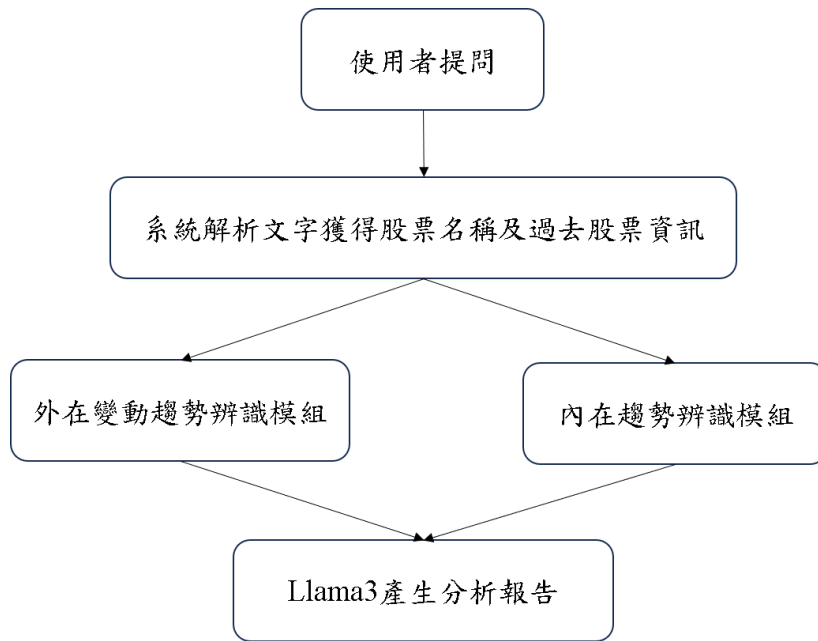 使用者提問
系統解析文字獲得股票名稱及過去股票資訊
外在變動趨勢辨識模組
內在趨勢辨識模組
Llama3產生分析報告